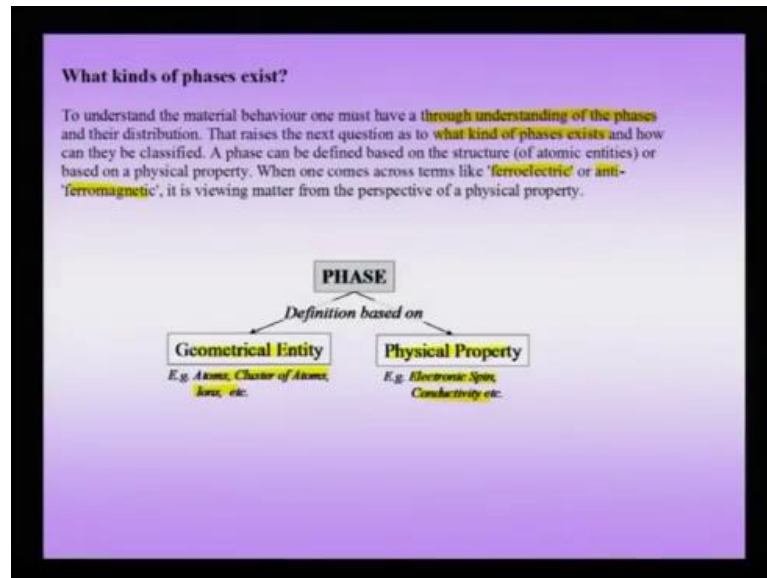 What kinds of phases exist?
To understand the material behaviour one must have a through understanding of the phases
and their distribution. That raises the next question as to what kind of phases exists and how
can they be classified. A phase can be defined based on the structure (of atomic entities) or
based on a physical property. When one comes across terms like 'ferroelectric' or anti-
'ferromagnetic', it is viewing matter from the perspective of a physical property.
PHASE
Definition based on
Geometrical Entity
Physical Property
E.g. Atoms, Cluster of Atoms,
Ions, etc.
E.g. Electronic Spin,
Conductivity etc.